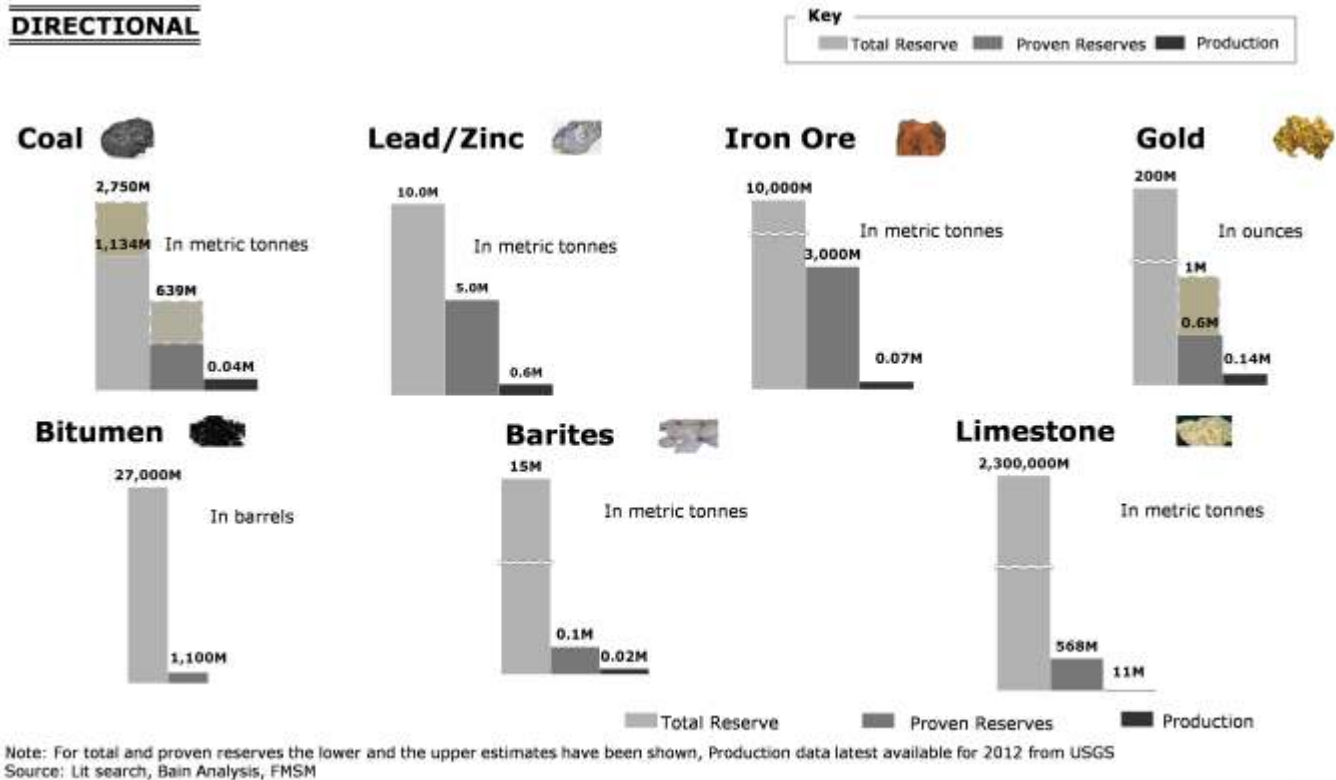 DIRECTIONAL
Key
Total Reserve Proven Reserves Production
Coal
Lead/Zinc
Iron Ore
Gold
2,750M
1,134M
In metric tonnes
639M
0.04M
10.0M
In metric tonnes
5.0M
0.6M
10,000M
In metric tonnes
3,000M
0.07M
200M
In ounces
1M
0.6M
0.14M
Bitumen
Barites
Limestone
27,000M
In barrels
1,100M
15M
In metric tonnes
0.1M
0.02M
2,300,000M
In metric tonnes
568M
11M
Total Reserve Proven Reserves Production
Note: For total and proven reserves the lower and the upper estimates have been shown, Production data latest available for 2012 from USGS
Source: Lit search, Bain Analysis, FMSM